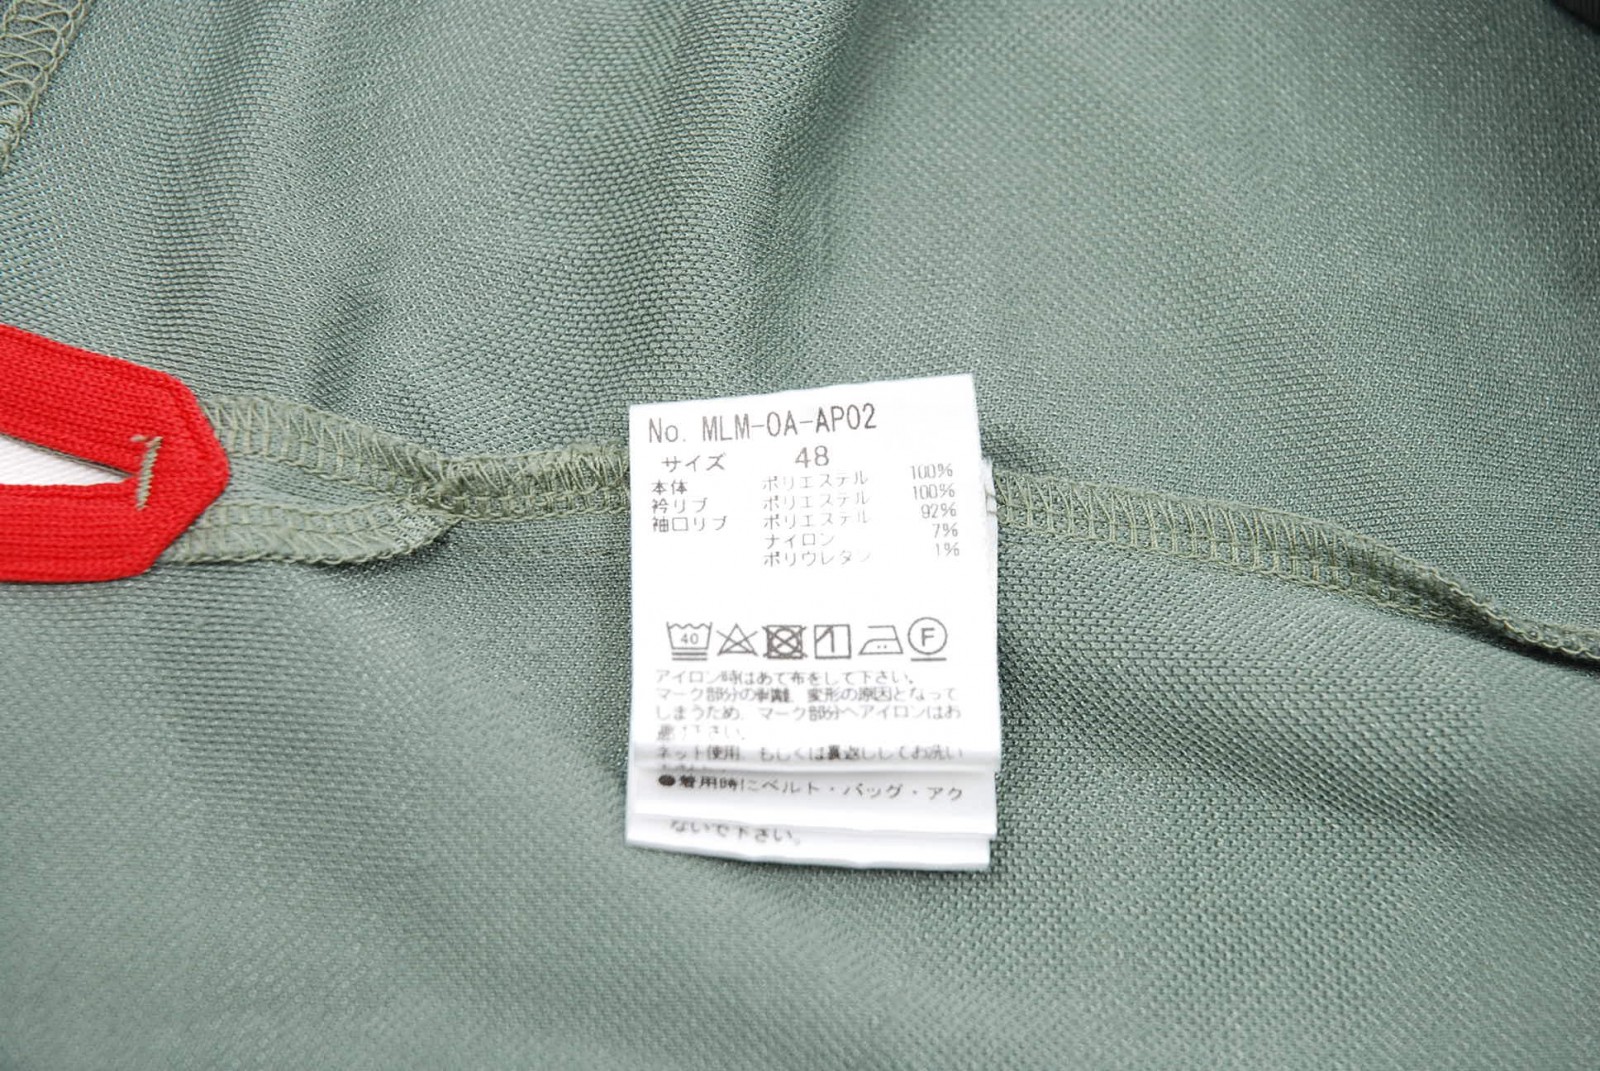 No. MLM-OA-AP02
サイズ 48
本体 ポリエステル 100%
衿リブ ポリエステル 100%
袖口リブ ポリエステル 92%
ナイロン 7%
ポリウレタン 1%
40 F
アイロン時はあて布をして下さい。
マーク部分の剥離、変形の原因となって
しまうため、マーク部分へアイロンはお
避け下さい。
ネット使用、もしくは裏返ししてお洗い
●着用時にベルト・バッグ・アク
ないで下さい。